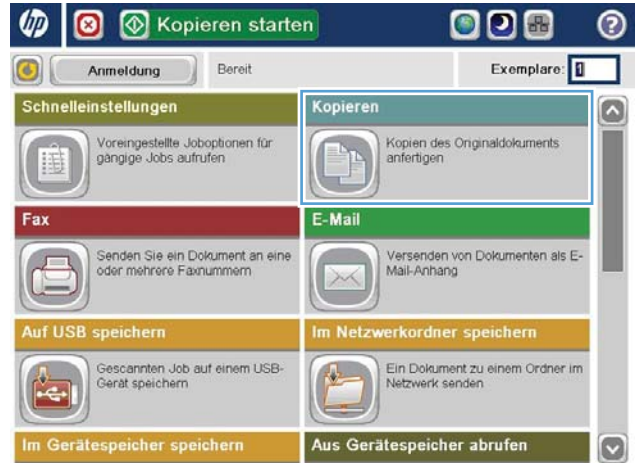 hp
Kopieren starten
?
Anmeldung
Bereit
Exemplare: 1
Schnelleinstellungen
Voreingestellte Joboptionen für
gängige Jobs aufrufen
Kopieren
Kopien des Originaldokuments
anfertigen
Fax
Senden Sie ein Dokument an eine
oder mehrere Faxnummern
E-Mail
Versenden von Dokumenten als E-
Mail-Anhang
Auf USB speichern
Gescannten Job auf einem USB-
Gerät speichern
Im Netzwerkordner speichern
Ein Dokument zu einem Ordner im
Netzwerk senden
Im Gerätespeicher speichern
Aus Gerätespeicher abrufen